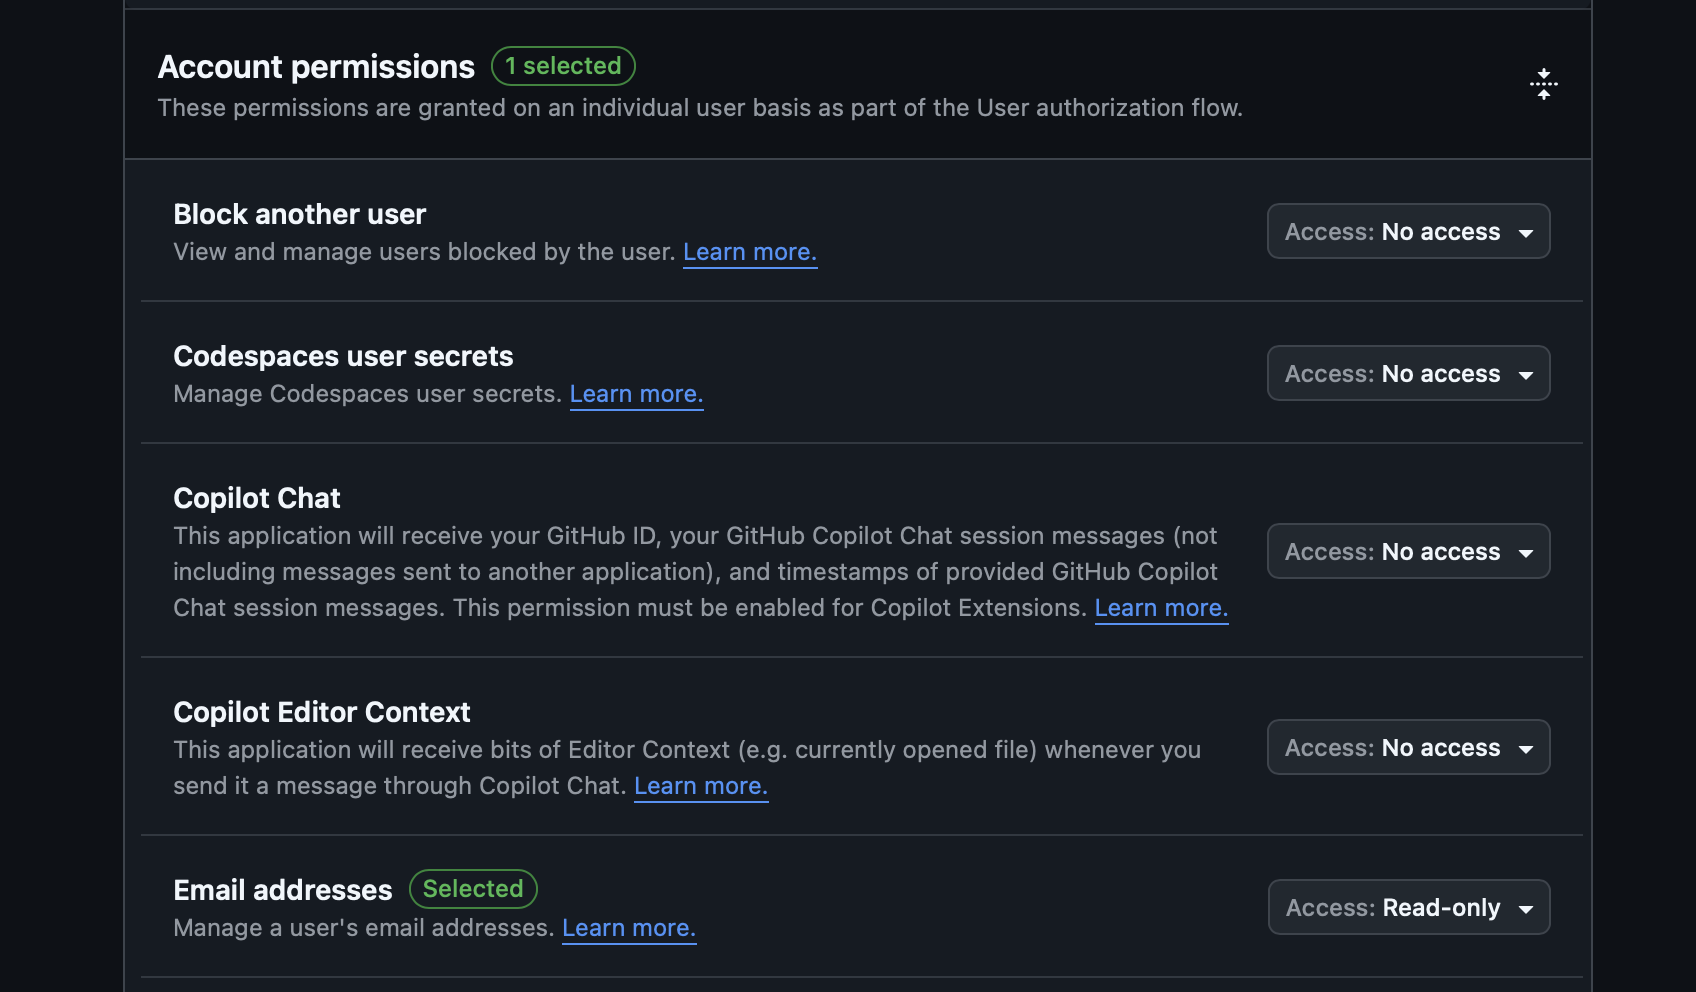 Account permissions 1 selected
These permissions are granted on an individual user basis as part of the User authorization flow.
Block another user
View and manage users blocked by the user. Learn more.
Access: No access
Codespaces user secrets
Manage Codespaces user secrets. Learn more.
Access: No access
Copilot Chat
This application will receive your GitHub ID, your GitHub Copilot Chat session messages (not
including messages sent to another application), and timestamps of provided GitHub Copilot
Chat session messages. This permission must be enabled for Copilot Extensions. Learn more.
Access: No access
Copilot Editor Context
This application will receive bits of Editor Context (e.g. currently opened file) whenever you
send it a message through Copilot Chat. Learn more.
Access: No access
Email addresses Selected
Manage a user's email addresses. Learn more.
Access: Read-only